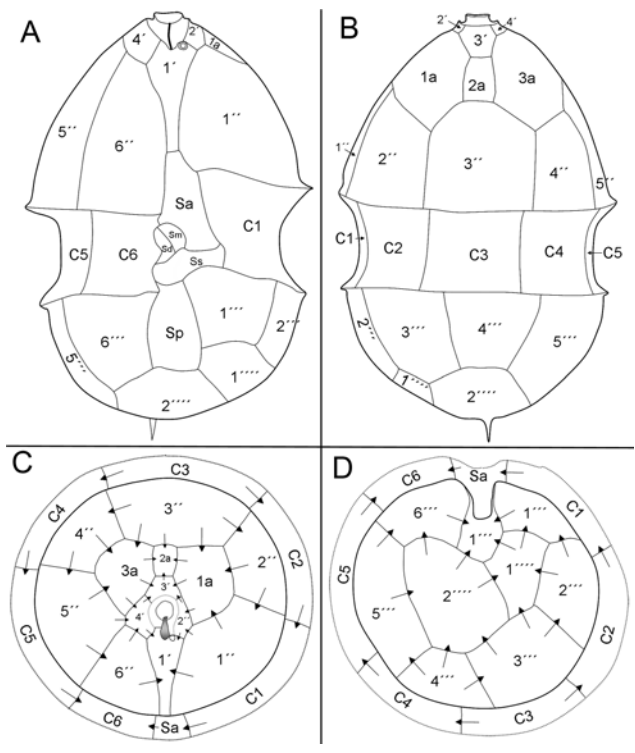 A
4´ 2´
1a
1´
5´´ 6´´ 1´´
Sa
C1
Sm
C5 C6 Sd
Ss
6´´´ Sp 1´´´ 2´´´
5´´´
1´´´´
2´´´´
B
2´ 4´
3´
1a 2a 3a
1´´
2´´ 3´´ 4´´
5´´
C1 C2 C3 C4 C5
2´´´ 3´´´ 4´´´ 5´´´
1´´´´
2´´´´
C
C3
C4 3´´
4´´ 2a 2´´ C2
3a 3´ 1a
5´´ 4´ 2´
C5
6´´ 1´ 1´´
C6 Sa C1
D
C6 Sa C1
6´´´ 1´´´
1´´´
1´´´´
C5 2´´´´ 2´´´
5´´´ C2
4´´´ 3´´´
C4 C3